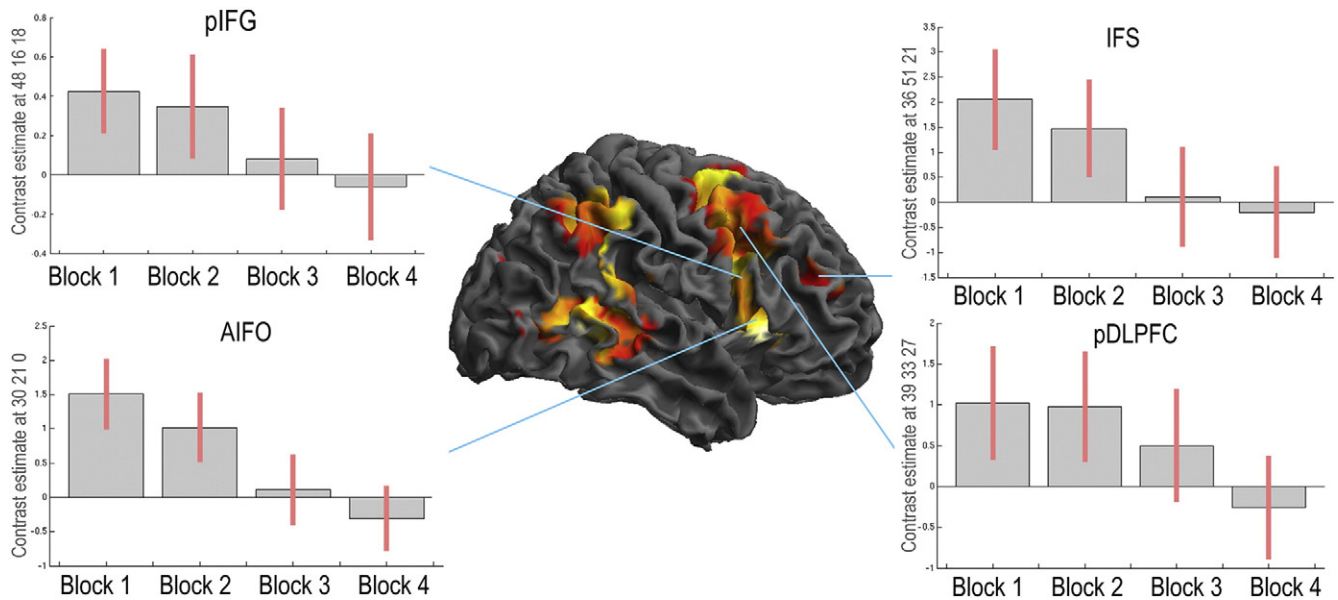 pIFG
Contrast estimate at 48 16 18
0.8
0.6
0.4
0.2
0
-0.2
-0.4
Block 1 Block 2 Block 3 Block 4
IFS
Contrast estimate at 36 51 21
3.5
3
2.5
2
1.5
1
0.5
0
-0.5
-1
-1.5
Block 1 Block 2 Block 3 Block 4
AIFO
Contrast estimate at 30 21 0
2.5
2
1.5
1
0.5
0
-0.5
-1
Block 1 Block 2 Block 3 Block 4
pDLPFC
Contrast estimate at 39 33 27
2
1.5
1
0.5
0
-0.5
-1
Block 1 Block 2 Block 3 Block 4